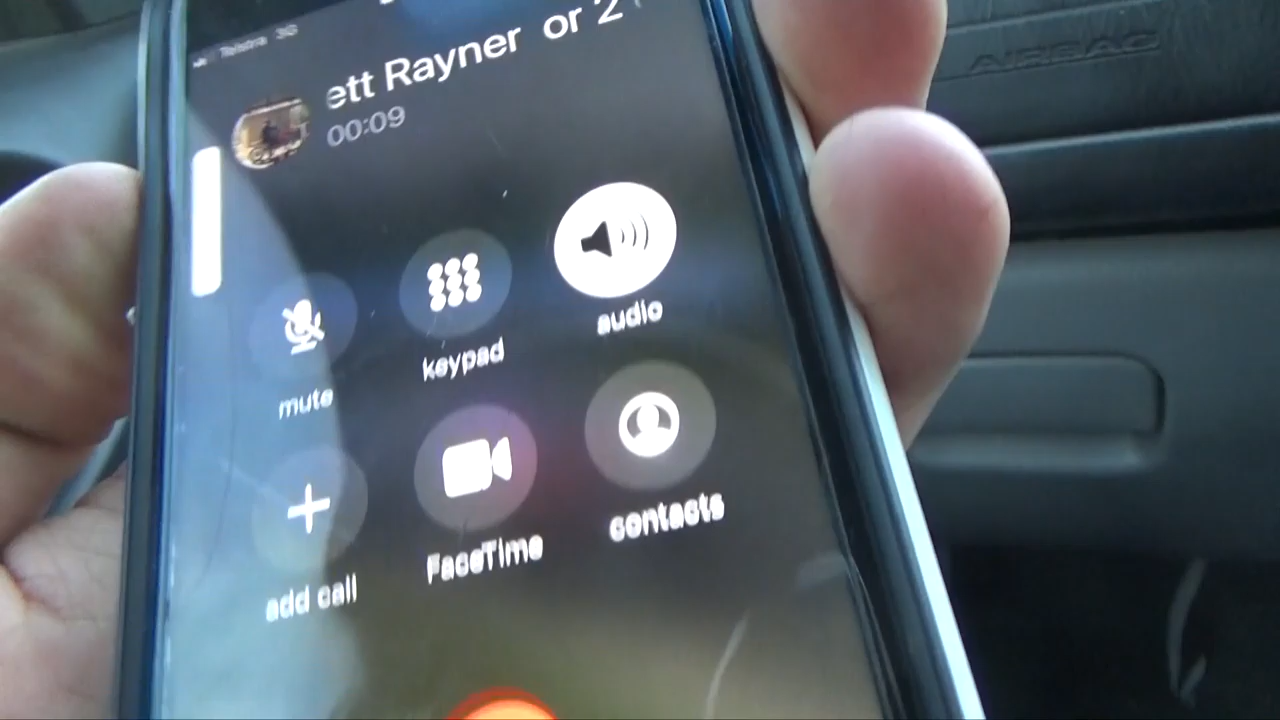 Telstra 3G
ett Rayner or 2
00:09
AIRBAG
mute
keypad
audio
add call
FaceTime
contacts